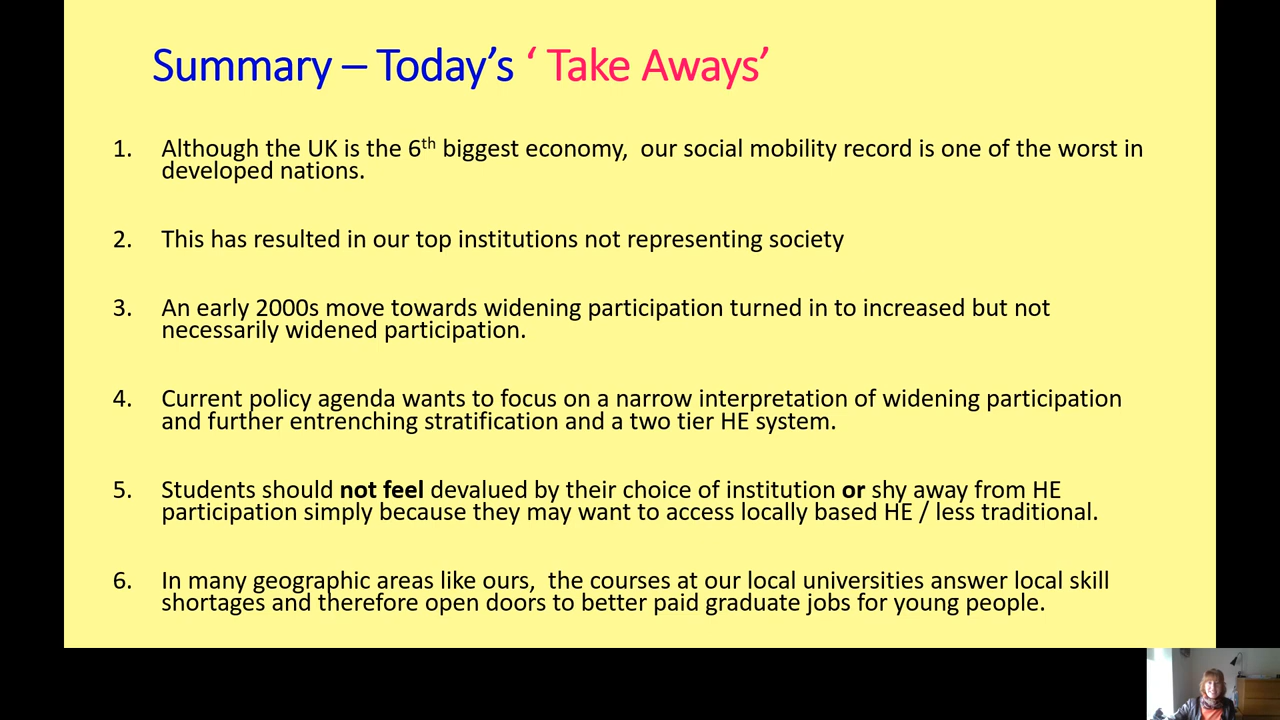 Summary – Today’s ‘ Take Aways’
1. Although the UK is the 6th biggest economy,  our social mobility record is one of the worst in
developed nations.
2. This has resulted in our top institutions not representing society
3. An early 2000s move towards widening participation turned in to increased but not
necessarily widened participation.
4. Current policy agenda wants to focus on a narrow interpretation of widening participation
and further entrenching stratification and a two tier HE system.
5. Students should not feel devalued by their choice of institution or shy away from HE
participation simply because they may want to access locally based HE / less traditional.
6. In many geographic areas like ours,  the courses at our local universities answer local skill
shortages and therefore open doors to better paid graduate jobs for young people.